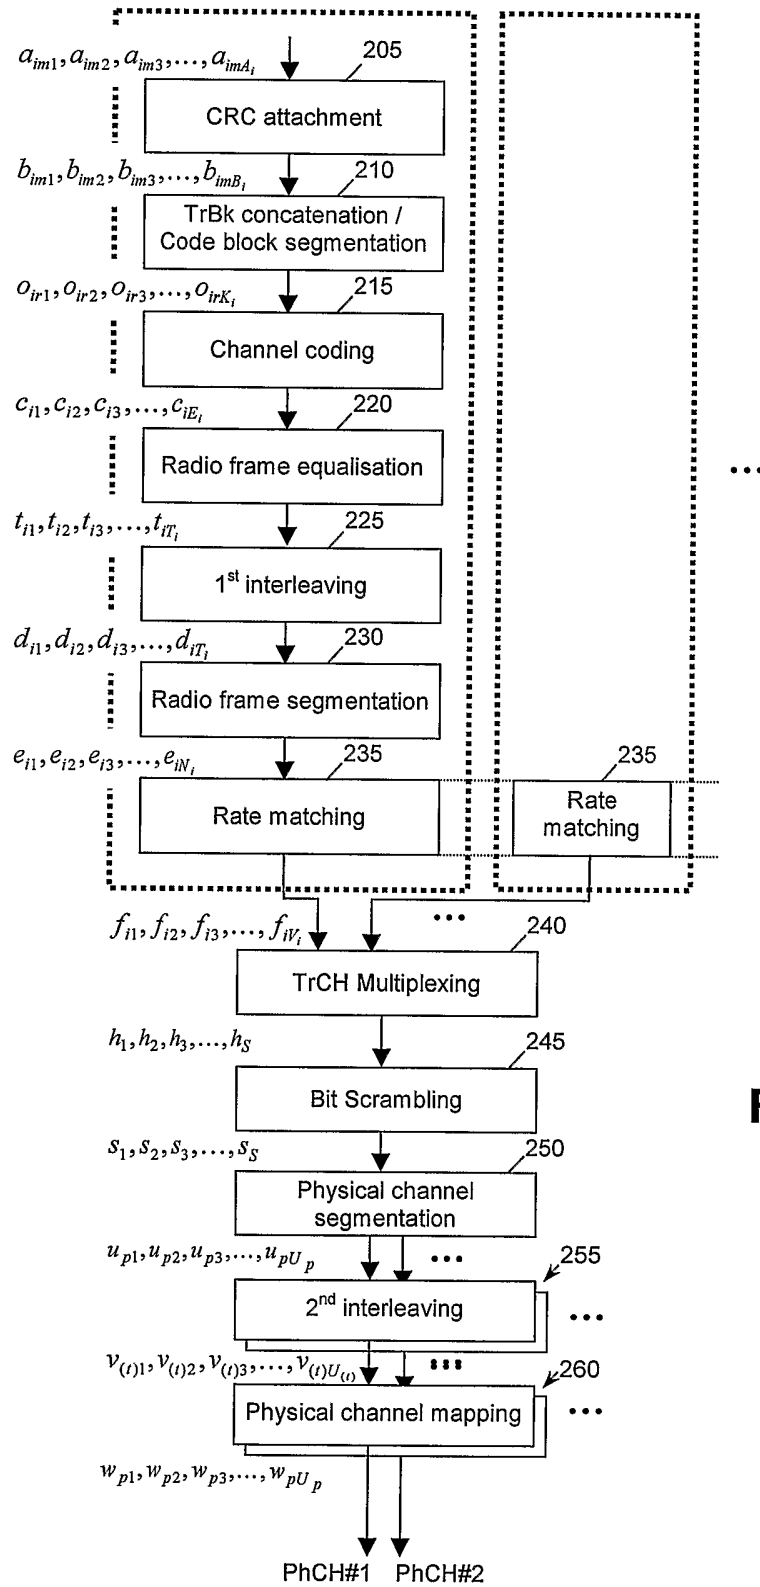 a_im1, a_im2, a_im3, ..., a_imA_i
205
CRC attachment
b_im1, b_im2, b_im3, ..., b_imB_i
210
TrBk concatenation /
Code block segmentation
o_ir1, o_ir2, o_ir3, ..., o_irK_i
215
Channel coding
c_i1, c_i2, c_i3, ..., c_iE_i
220
Radio frame equalisation
...
t_i1, t_i2, t_i3, ..., t_iT_i
225
1st interleaving
d_i1, d_i2, d_i3, ..., d_iT_i
230
Radio frame segmentation
e_i1, e_i2, e_i3, ..., e_iN_i
235
235
Rate matching
Rate
matching
f_i1, f_i2, f_i3, ..., f_iV_i
...
240
TrCH Multiplexing
h_1, h_2, h_3, ..., h_S
245
Bit Scrambling
s_1, s_2, s_3, ..., s_S
250
Physical channel
segmentation
u_p1, u_p2, u_p3, ..., u_pU_p
...
255
2nd interleaving
...
v_(t)1, v_(t)2, v_(t)3, ..., v_(t)U_(t)
...
260
Physical channel mapping
...
w_p1, w_p2, w_p3, ..., w_pU_p
PhCH#1 PhCH#2